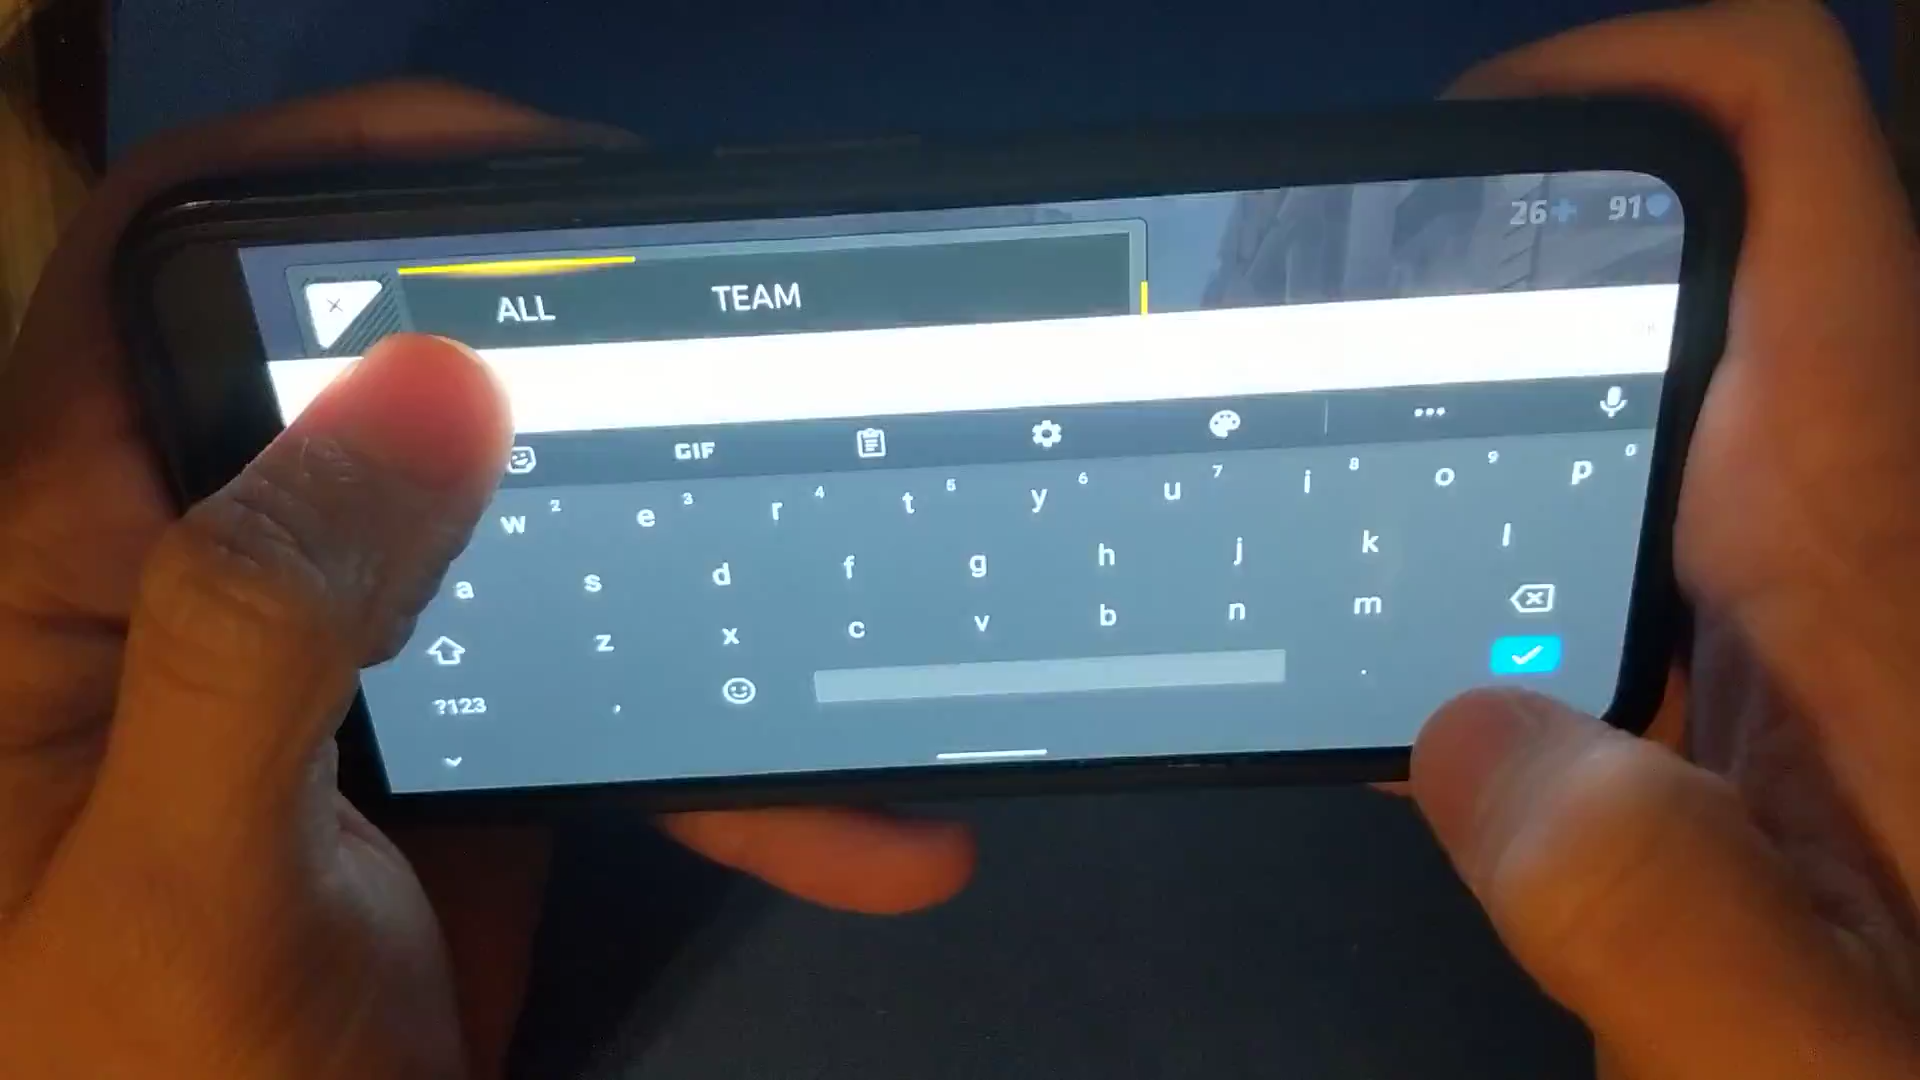 26 91
ALL TEAM
GIF
w 2 e 3 r 4 t 5 y 6 u 7 i 8 o 9 p 0
a s d f g h j k l
z x c v b n m
?123 , .